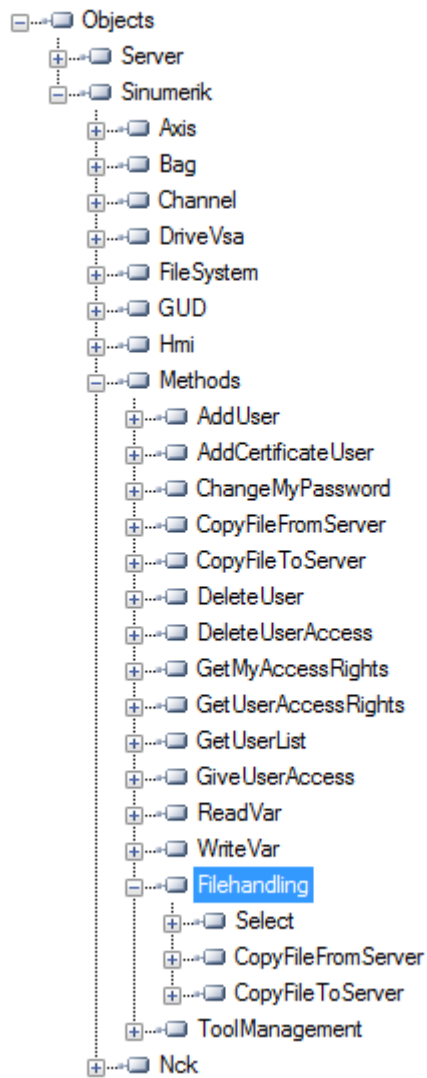 Objects
Server
Sinumerik
Axis
Bag
Channel
DriveVsa
FileSystem
GUD
Hmi
Methods
AddUser
AddCertificateUser
ChangeMyPassword
CopyFileFromServer
CopyFileToServer
DeleteUser
DeleteUserAccess
GetMyAccessRights
GetUserAccessRights
GetUserList
GiveUserAccess
ReadVar
WriteVar
Filehandling
Select
CopyFileFromServer
CopyFileToServer
ToolManagement
Nck